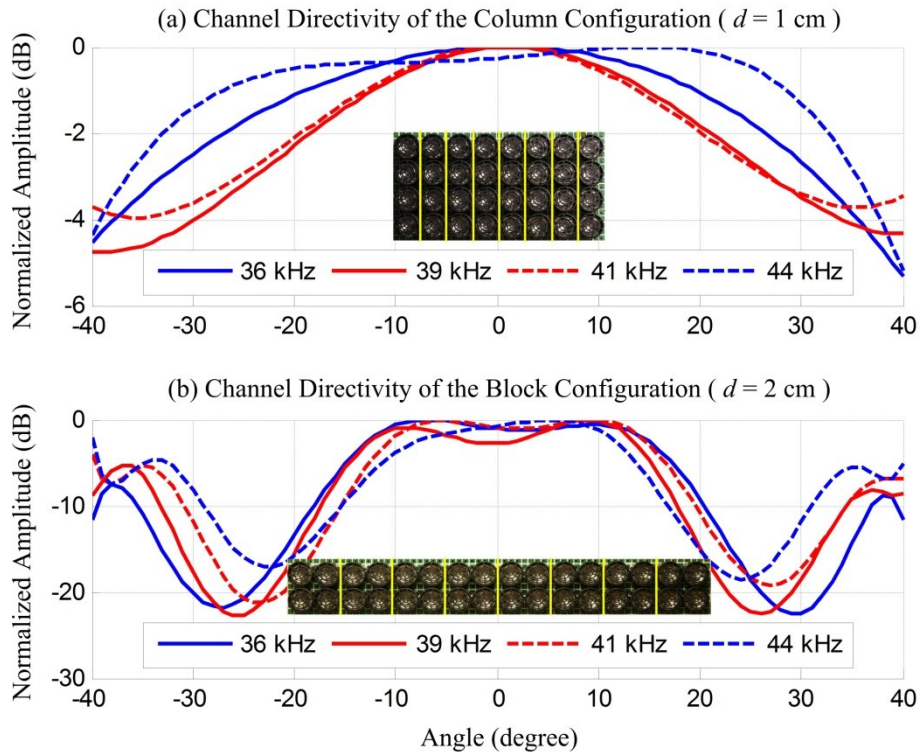 (a) Channel Directivity of the Column Configuration ( d = 1 cm )
Normalized Amplitude (dB)
0
-2
-4
-6
36 kHz 39 kHz 41 kHz 44 kHz
-40 -30 -20 -10 0 10 20 30 40
(b) Channel Directivity of the Block Configuration ( d = 2 cm )
Normalized Amplitude (dB)
0
-10
-20
-30
36 kHz 39 kHz 41 kHz 44 kHz
-40 -30 -20 -10 0 10 20 30 40
Angle (degree)